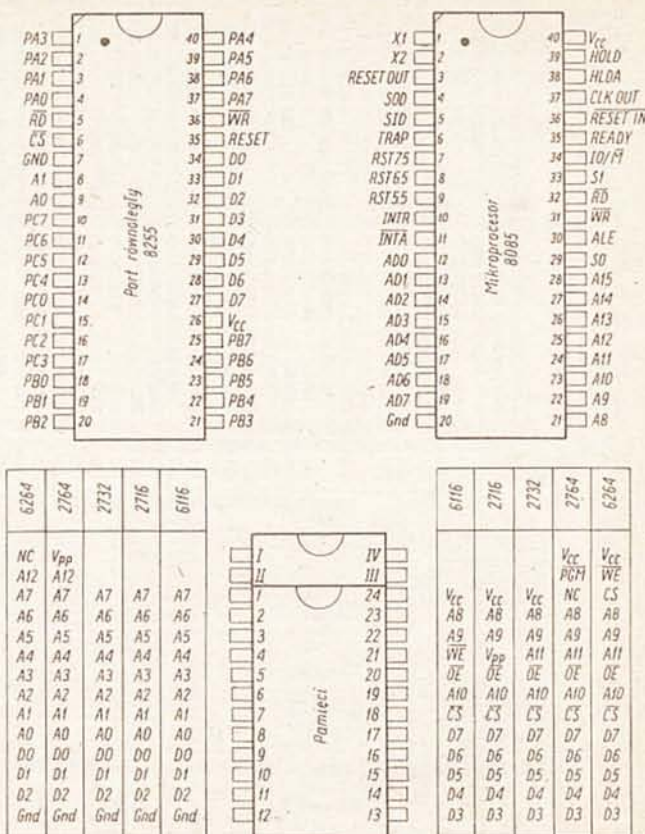 PA3 1 40 PA4
PA2 2 39 PA5
PA1 3 38 PA6
PA0 4 37 PA7
RD 5 36 WR
CS 6 35 RESET
GND 7 34 D0
A1 8 33 D1
A0 9 32 D2
PC7 10 31 D3
PC6 11 30 D4
PC5 12 29 D5
PC4 13 28 D6
PC0 14 27 D7
PC1 15 26 Vcc
PC2 16 25 PB7
PC3 17 24 PB6
PB0 18 23 PB5
PB1 19 22 PB4
PB2 20 21 PB3
Port równoległy
8255
X1 1 40 Vcc
X2 2 39 HOLD
RESET OUT 3 38 HLDA
SOD 4 37 CLK OUT
SID 5 36 RESET IN
TRAP 6 35 READY
RST75 7 34 IO/M
RST65 8 33 S1
RST55 9 32 RD
INTR 10 31 WR
INTA 11 30 ALE
AD0 12 29 S0
AD1 13 28 A15
AD2 14 27 A14
AD3 15 26 A13
AD4 16 25 A12
AD5 17 24 A11
AD6 18 23 A10
AD7 19 22 A9
Gnd 20 21 A8
Mikroprocesor
8085
6264 2764 2732 2716 6116
NC Vpp
A12 A12
A7 A7 A7 A7 A7
A6 A6 A6 A6 A6
A5 A5 A5 A5 A5
A4 A4 A4 A4 A4
A3 A3 A3 A3 A3
A2 A2 A2 A2 A2
A1 A1 A1 A1 A1
A0 A0 A0 A0 A0
D0 D0 D0 D0 D0
D1 D1 D1 D1 D1
D2 D2 D2 D2 D2
Gnd Gnd Gnd Gnd Gnd
I IV
II III
1 24
2 23
3 22
4 21
5 20
6 19
7 18
8 17
9 16
10 15
11 14
12 13
Pamięci
6116 2716 2732 2764 6264
Vcc Vcc
PGM WE
Vcc Vcc Vcc NC CS
A8 A8 A8 A8 A8
A9 A9 A9 A9 A9
WE Vpp A11 A11 A11
OE OE OE OE OE
A10 A10 A10 A10 A10
CS CS CS CS CS
D7 D7 D7 D7 D7
D6 D6 D6 D6 D6
D5 D5 D5 D5 D5
D4 D4 D4 D4 D4
D3 D3 D3 D3 D3